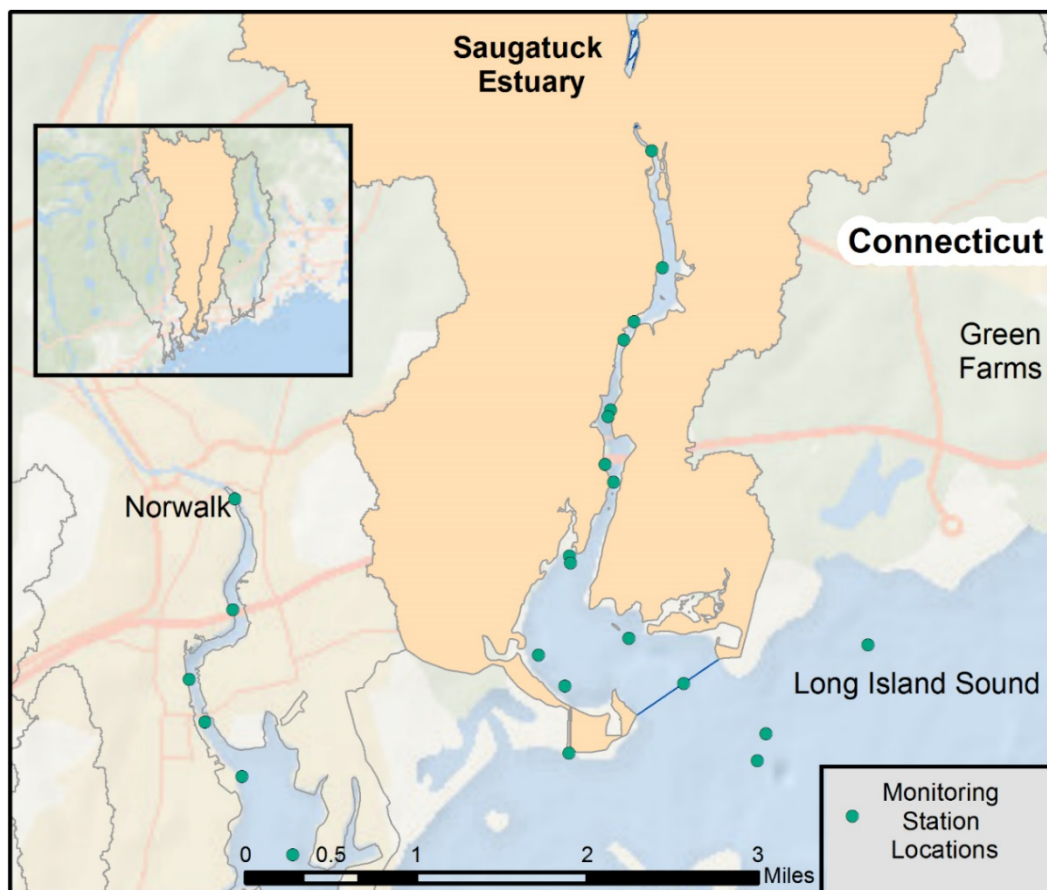 Saugatuck
Estuary
Connecticut
Green
Farms
Norwalk
Long Island Sound
Monitoring
Station
Locations
0 0.5 1 2 3
Miles